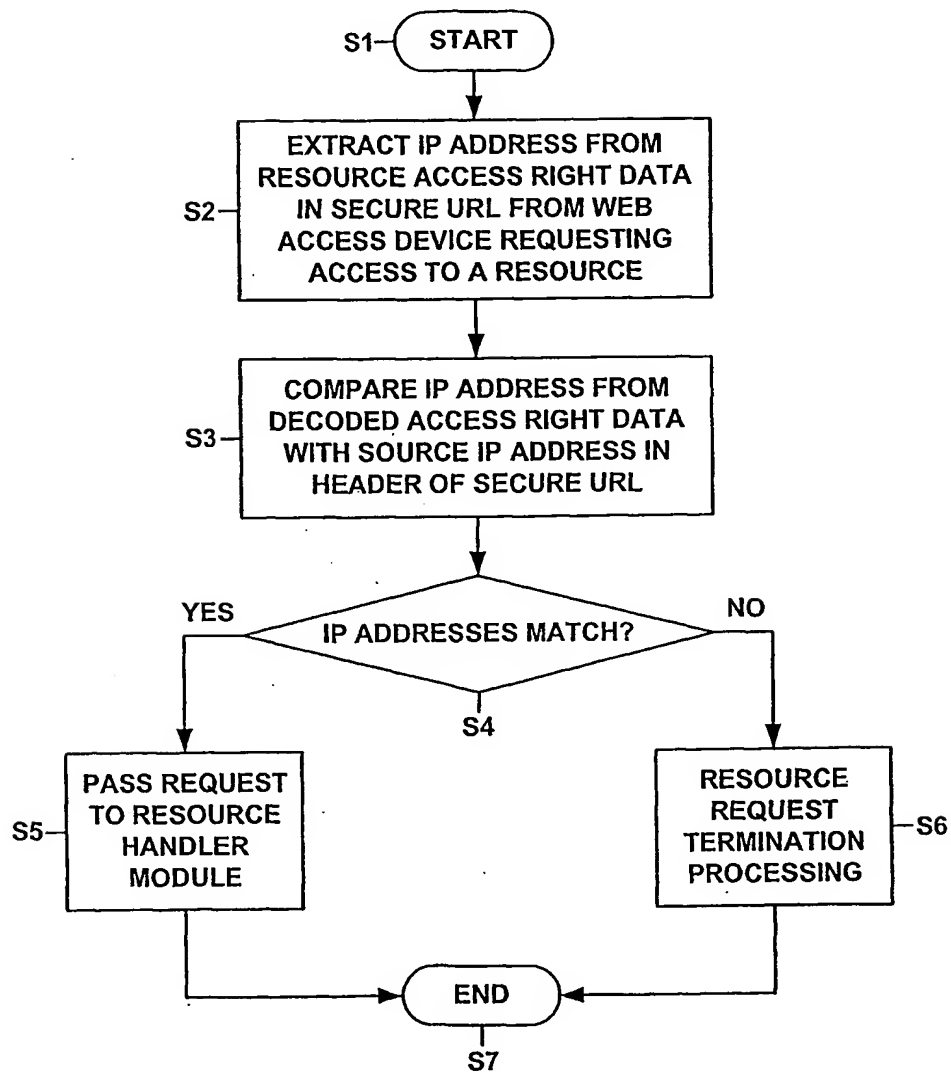 S1
START
S2
EXTRACT IP ADDRESS FROM
RESOURCE ACCESS RIGHT DATA
IN SECURE URL FROM WEB
ACCESS DEVICE REQUESTING
ACCESS TO A RESOURCE
S3
COMPARE IP ADDRESS FROM
DECODED ACCESS RIGHT DATA
WITH SOURCE IP ADDRESS IN
HEADER OF SECURE URL
YES
IP ADDRESSES MATCH?
NO
S4
S5
PASS REQUEST
TO RESOURCE
HANDLER
MODULE
RESOURCE
REQUEST
TERMINATION
PROCESSING
S6
END
S7